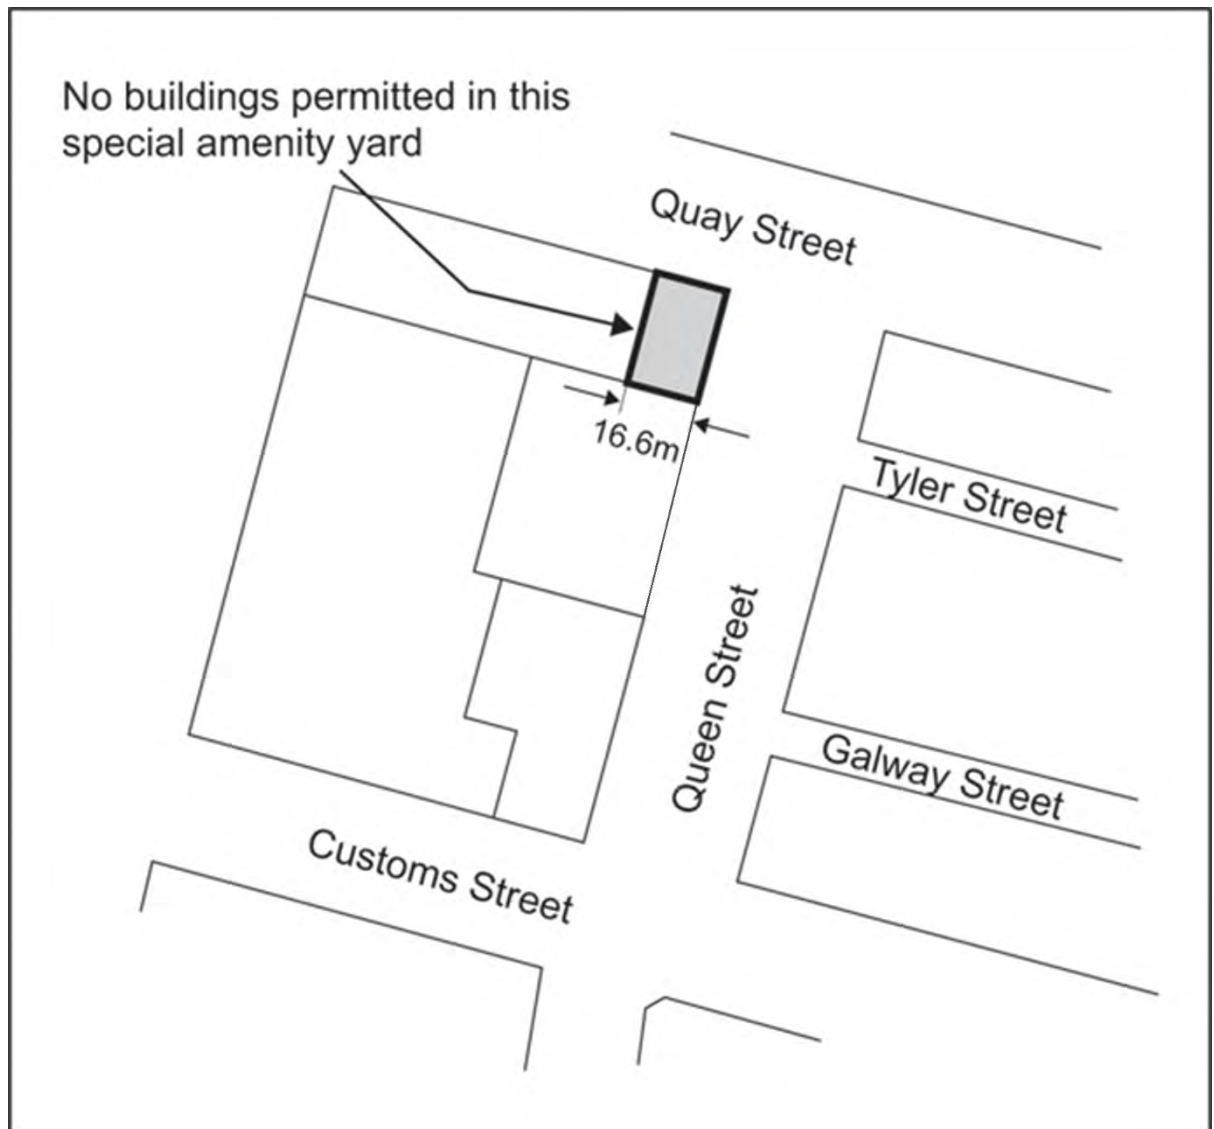 No buildings permitted in this
special amenity yard
Quay Street
16.6m
Tyler Street
Queen Street
Galway Street
Customs Street